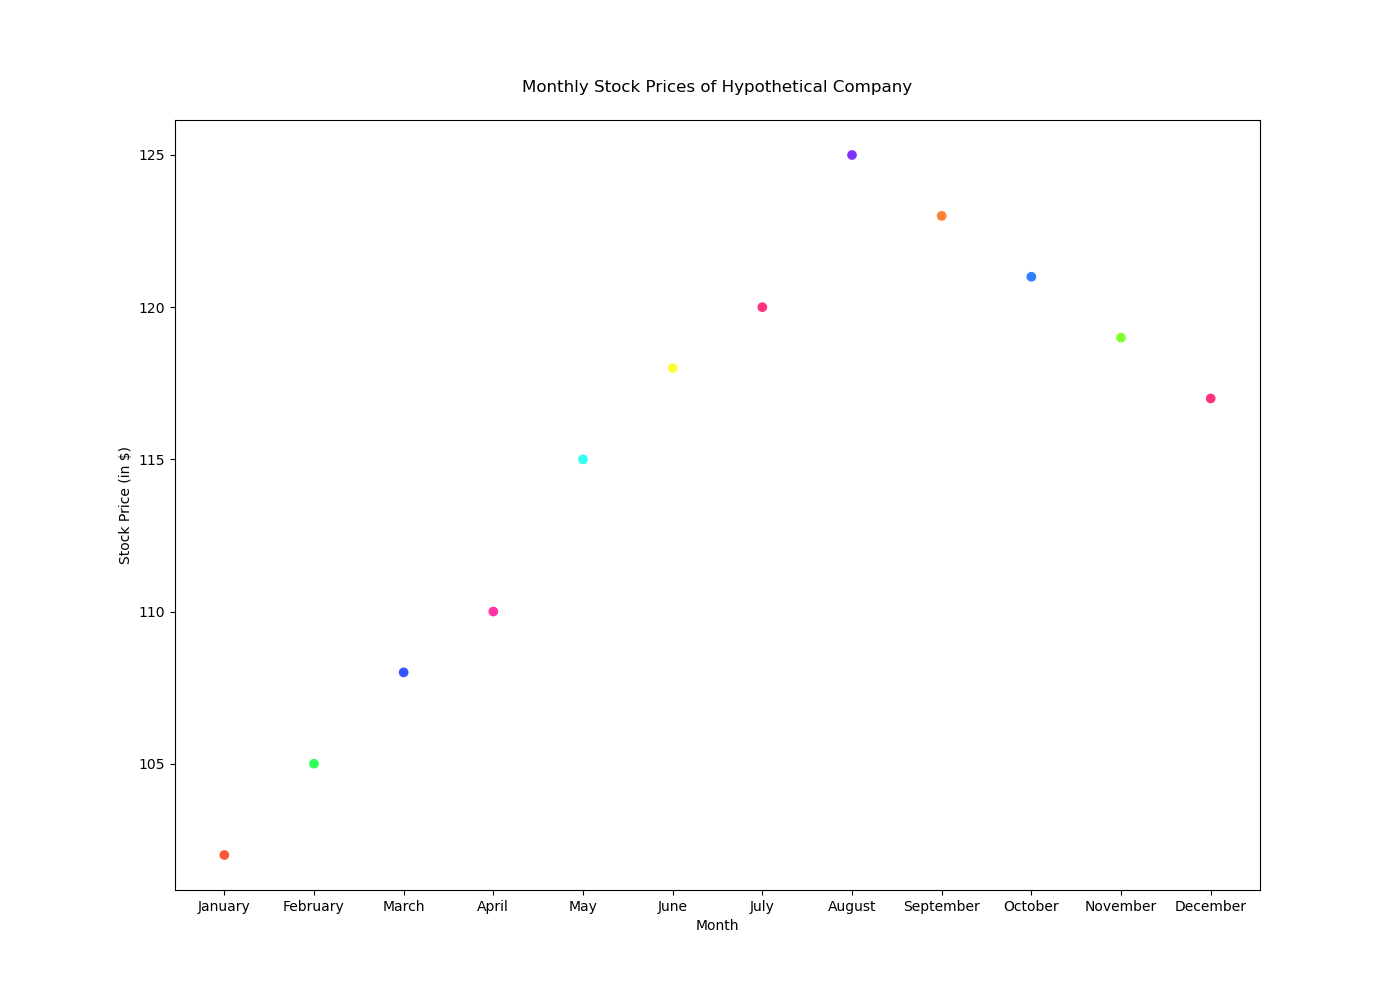 Monthly Stock Prices of Hypothetical Company
125
120
115
110
105
Stock Price (in $)
January February March April May June July August September October November December
Month